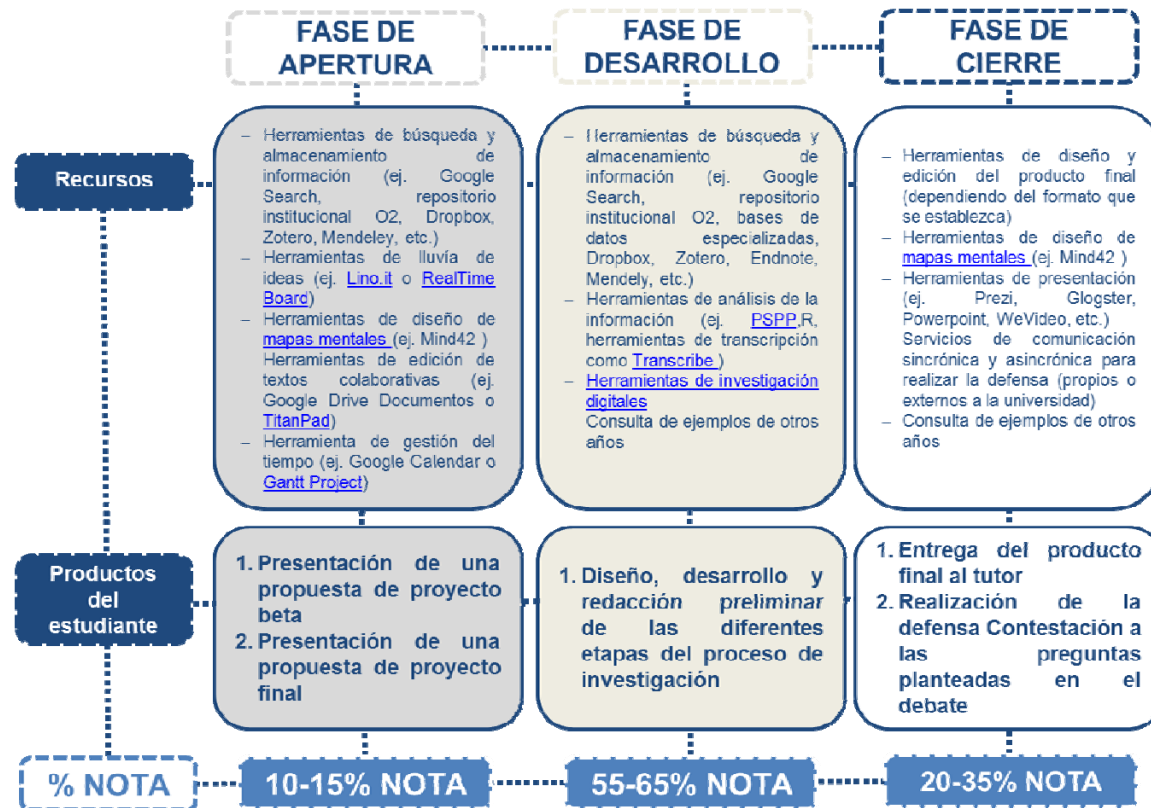 FASE DE
APERTURA
FASE DE
DESARROLLO
FASE DE
CIERRE
Recursos
– Herramientas de búsqueda y
almacenamiento de
información (ej. Google
Search, repositorio
institucional O2, Dropbox,
Zotero, Mendeley, etc.)
– Herramientas de lluvía de
ideas (ej. Lino.it o RealTime
Board)
– Herramientas de diseño de
mapas mentales (ej. Mind42 )
Herramientas de edición de
textos colaborativas (ej.
Google Drive Documentos o
TitanPad)
– Herramienta de gestión del
tiempo (ej. Google Calendar o
Gantt Project)
– Herramientas de búsqueda y
almacenamiento de
información (ej. Google
Search, repositorio
institucional O2, bases de
datos especializadas,
Dropbox, Zotero, Endnote,
Mendely, etc.)
– Herramientas de análisis de la
información (ej. PSPP,R,
herramientas de transcripción
como Transcribe )
– Herramientas de investigación
digitales
Consulta de ejemplos de otros
años
– Herramientas de diseño y
edición del producto final
(dependiendo del formato que
se establezca)
– Herramientas de diseño de
mapas mentales (ej. Mind42 )
– Herramientas de presentación
(ej. Prezi, Glogster,
Powerpoint, WeVideo, etc.)
Servicios de comunicación
sincrónica y asincrónica para
realizar la defensa (propios o
externos a la universidad)
– Consulta de ejemplos de otros
años
Productos
del
estudiante
1. Presentación de una
propuesta de proyecto
beta
2. Presentación de una
propuesta de proyecto
final
1. Diseño, desarrollo y
redacción preliminar
de las diferentes
etapas del proceso de
investigación
1. Entrega del producto
final al tutor
2. Realización de la
defensa Contestación a
las preguntas
planteadas en el
debate
% NOTA
10-15% NOTA
55-65% NOTA
20-35% NOTA